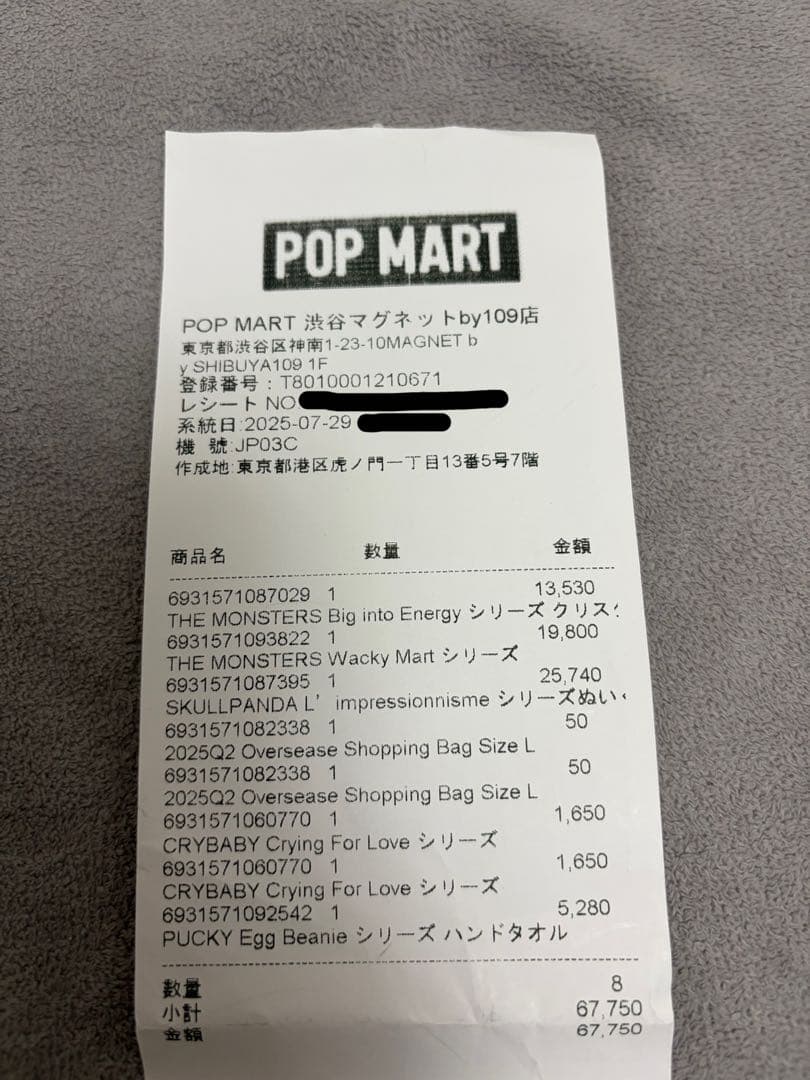 POP MART
POP MART 渋谷マグネットby109店
東京都渋谷区神南1-23-10MAGNET b
y SHIBUYA109 1F
登録番号：T8010001210671
レシート NO
系統日:2025-07-29
機 號:JP03C
作成地:東京都港区虎ノ門一丁目13番5号7階
商品名 数量 金額
6931571087029 1 13,530
THE MONSTERS Big into Energy シリーズ クリス
6931571093822 1 19,800
THE MONSTERS Wacky Mart シリーズ
6931571087395 1 25,740
SKULLPANDA L’impressionnisme シリーズぬい
6931571082338 1 50
2025Q2 Oversease Shopping Bag Size L
6931571082338 1 50
2025Q2 Oversease Shopping Bag Size L
6931571060770 1 1,650
CRYBABY Crying For Love シリーズ
6931571060770 1 1,650
CRYBABY Crying For Love シリーズ
6931571092542 1 5,280
PUCKY Egg Beanie シリーズ ハンドタオル
数量 8
小計 67,750
金額 67,750